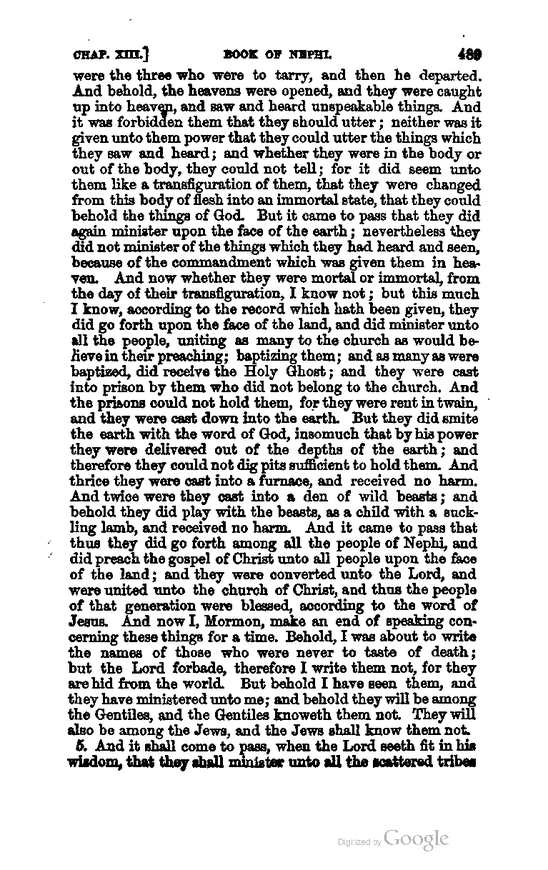 CHAP. XIII.] BOOK OF NEPHI. 489
were the three who were to tarry, and then he departed.
And behold, the heavens were opened, and they were caught
up into heaven, and saw and heard unspeakable things. And
it was forbidden them that they should utter; neither was it
given unto them power that they could utter the things which
they saw and heard; and whether they were in the body or
out of the body, they could not tell; for it did seem unto
them like a transfiguration of them, that they were changed
from this body of flesh into an immortal state, that they could
behold the things of God. But it came to pass that they did
again minister upon the face of the earth; nevertheless they
did not minister of the things which they had heard and seen,
because of the commandment which was given them in hea-
ven. And now whether they were mortal or immortal, from
the day of their transfiguration, I know not; but this much
I know, according to the record which hath been given, they
did go forth upon the face of the land, and did minister unto
all the people, uniting as many to the church as would be-
lieve in their preaching; baptizing them; and as many as were
baptized, did receive the Holy Ghost; and they were cast
into prison by them who did not belong to the church. And
the prisons could not hold them, for they were rent in twain,
and they were cast down into the earth. But they did smite
the earth with the word of God, insomuch that by his power
they were delivered out of the depths of the earth; and
therefore they could not dig pits sufficient to hold them. And
thrice they were cast into a furnace, and received no harm.
And twice were they cast into a den of wild beasts; and
behold they did play with the beasts, as a child with a suck-
ling lamb, and received no harm. And it came to pass that
thus they did go forth among all the people of Nephi, and
did preach the gospel of Christ unto all people upon the face
of the land; and they were converted unto the Lord, and
were united unto the church of Christ, and thus the people
of that generation were blessed, according to the word of
Jesus. And now I, Mormon, make an end of speaking con-
cerning these things for a time. Behold, I was about to write
the names of those who were never to taste of death;
but the Lord forbade, therefore I write them not, for they
are hid from the world. But behold I have seen them, and
they have ministered unto me; and behold they will be among
the Gentiles, and the Gentiles knoweth them not. They will
also be among the Jews, and the Jews shall know them not.
5. And it shall come to pass, when the Lord seeth fit in his
wisdom, that they shall minister unto all the scattered tribes
Digitized by Google